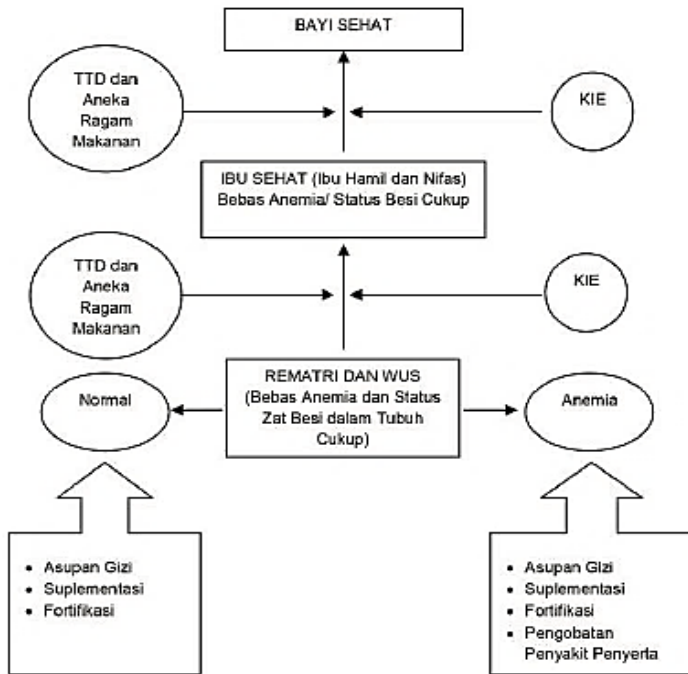 BAYI SEHAT
TTD dan
Aneka
Ragam
Makanan
KIE
IBU SEHAT (Ibu Hamil dan Nifas)
Bebas Anemia/ Status Besi Cukup
TTD dan
Aneka
Ragam
Makanan
KIE
REMATRI DAN WUS
(Bebas Anemia dan Status
Zat Besi dalam Tubuh
Cukup)
Normal
Anemia
• Asupan Gizi
• Suplementasi
• Fortifikasi
• Asupan Gizi
• Suplementasi
• Fortifikasi
• Pengobatan
Penyakit Penyerta